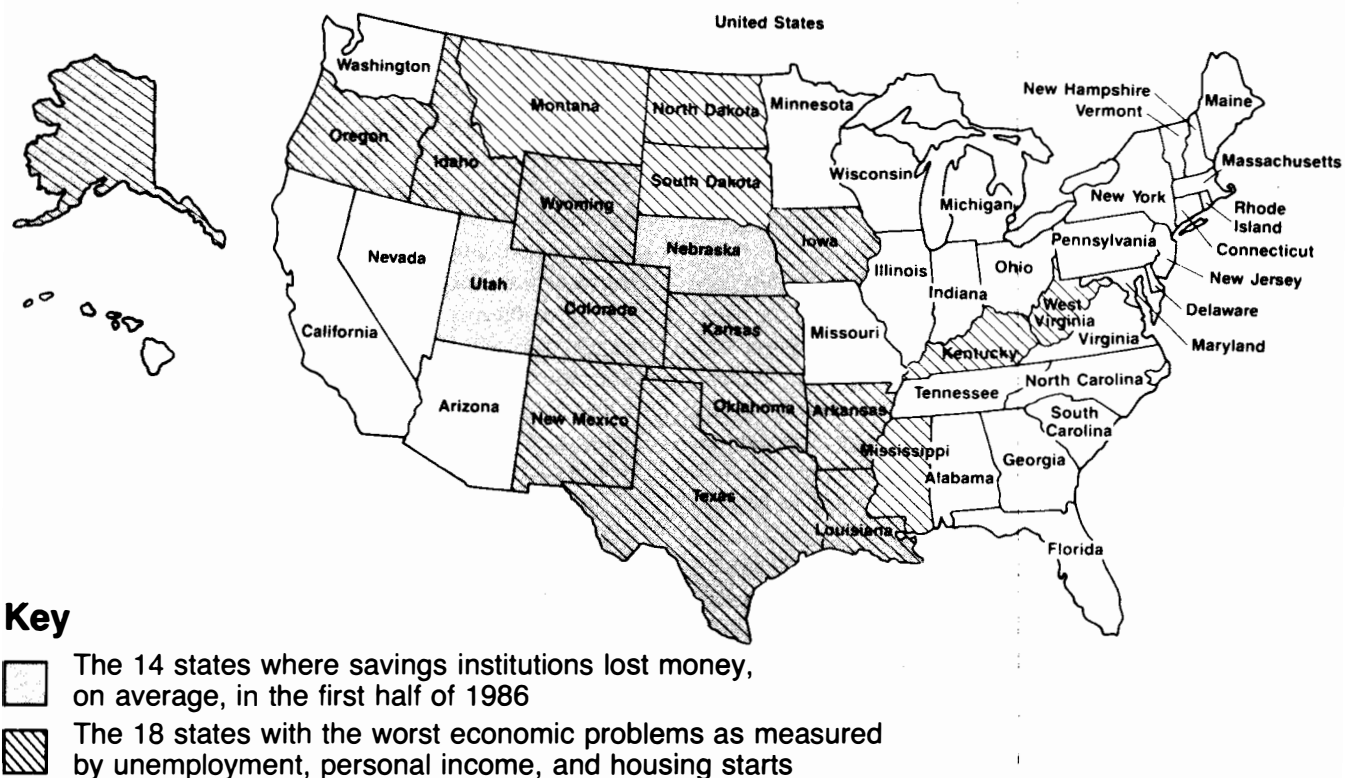 United States
Washington
Montana
North Dakota
Minnesota
New Hampshire
Vermont
Maine
Oregon
Idaho
South Dakota
Wisconsin
Massachusetts
Wyoming
Michigan
New York
Rhode
Island
Nebraska
Iowa
Pennsylvania
Connecticut
Nevada
Utah
Illinois
Ohio
New Jersey
Indiana
Colorado
Kansas
West
Virginia
Delaware
California
Missouri
Virginia
Maryland
Kentucky
Arizona
New Mexico
Oklahoma
Arkansas
Tennessee
North Carolina
South
Carolina
Mississippi
Georgia
Alabama
Texas
Louisiana
Florida
Key
The 14 states where savings institutions lost money,
on average, in the first half of 1986
The 18 states with the worst economic problems as measured
by unemployment, personal income, and housing starts